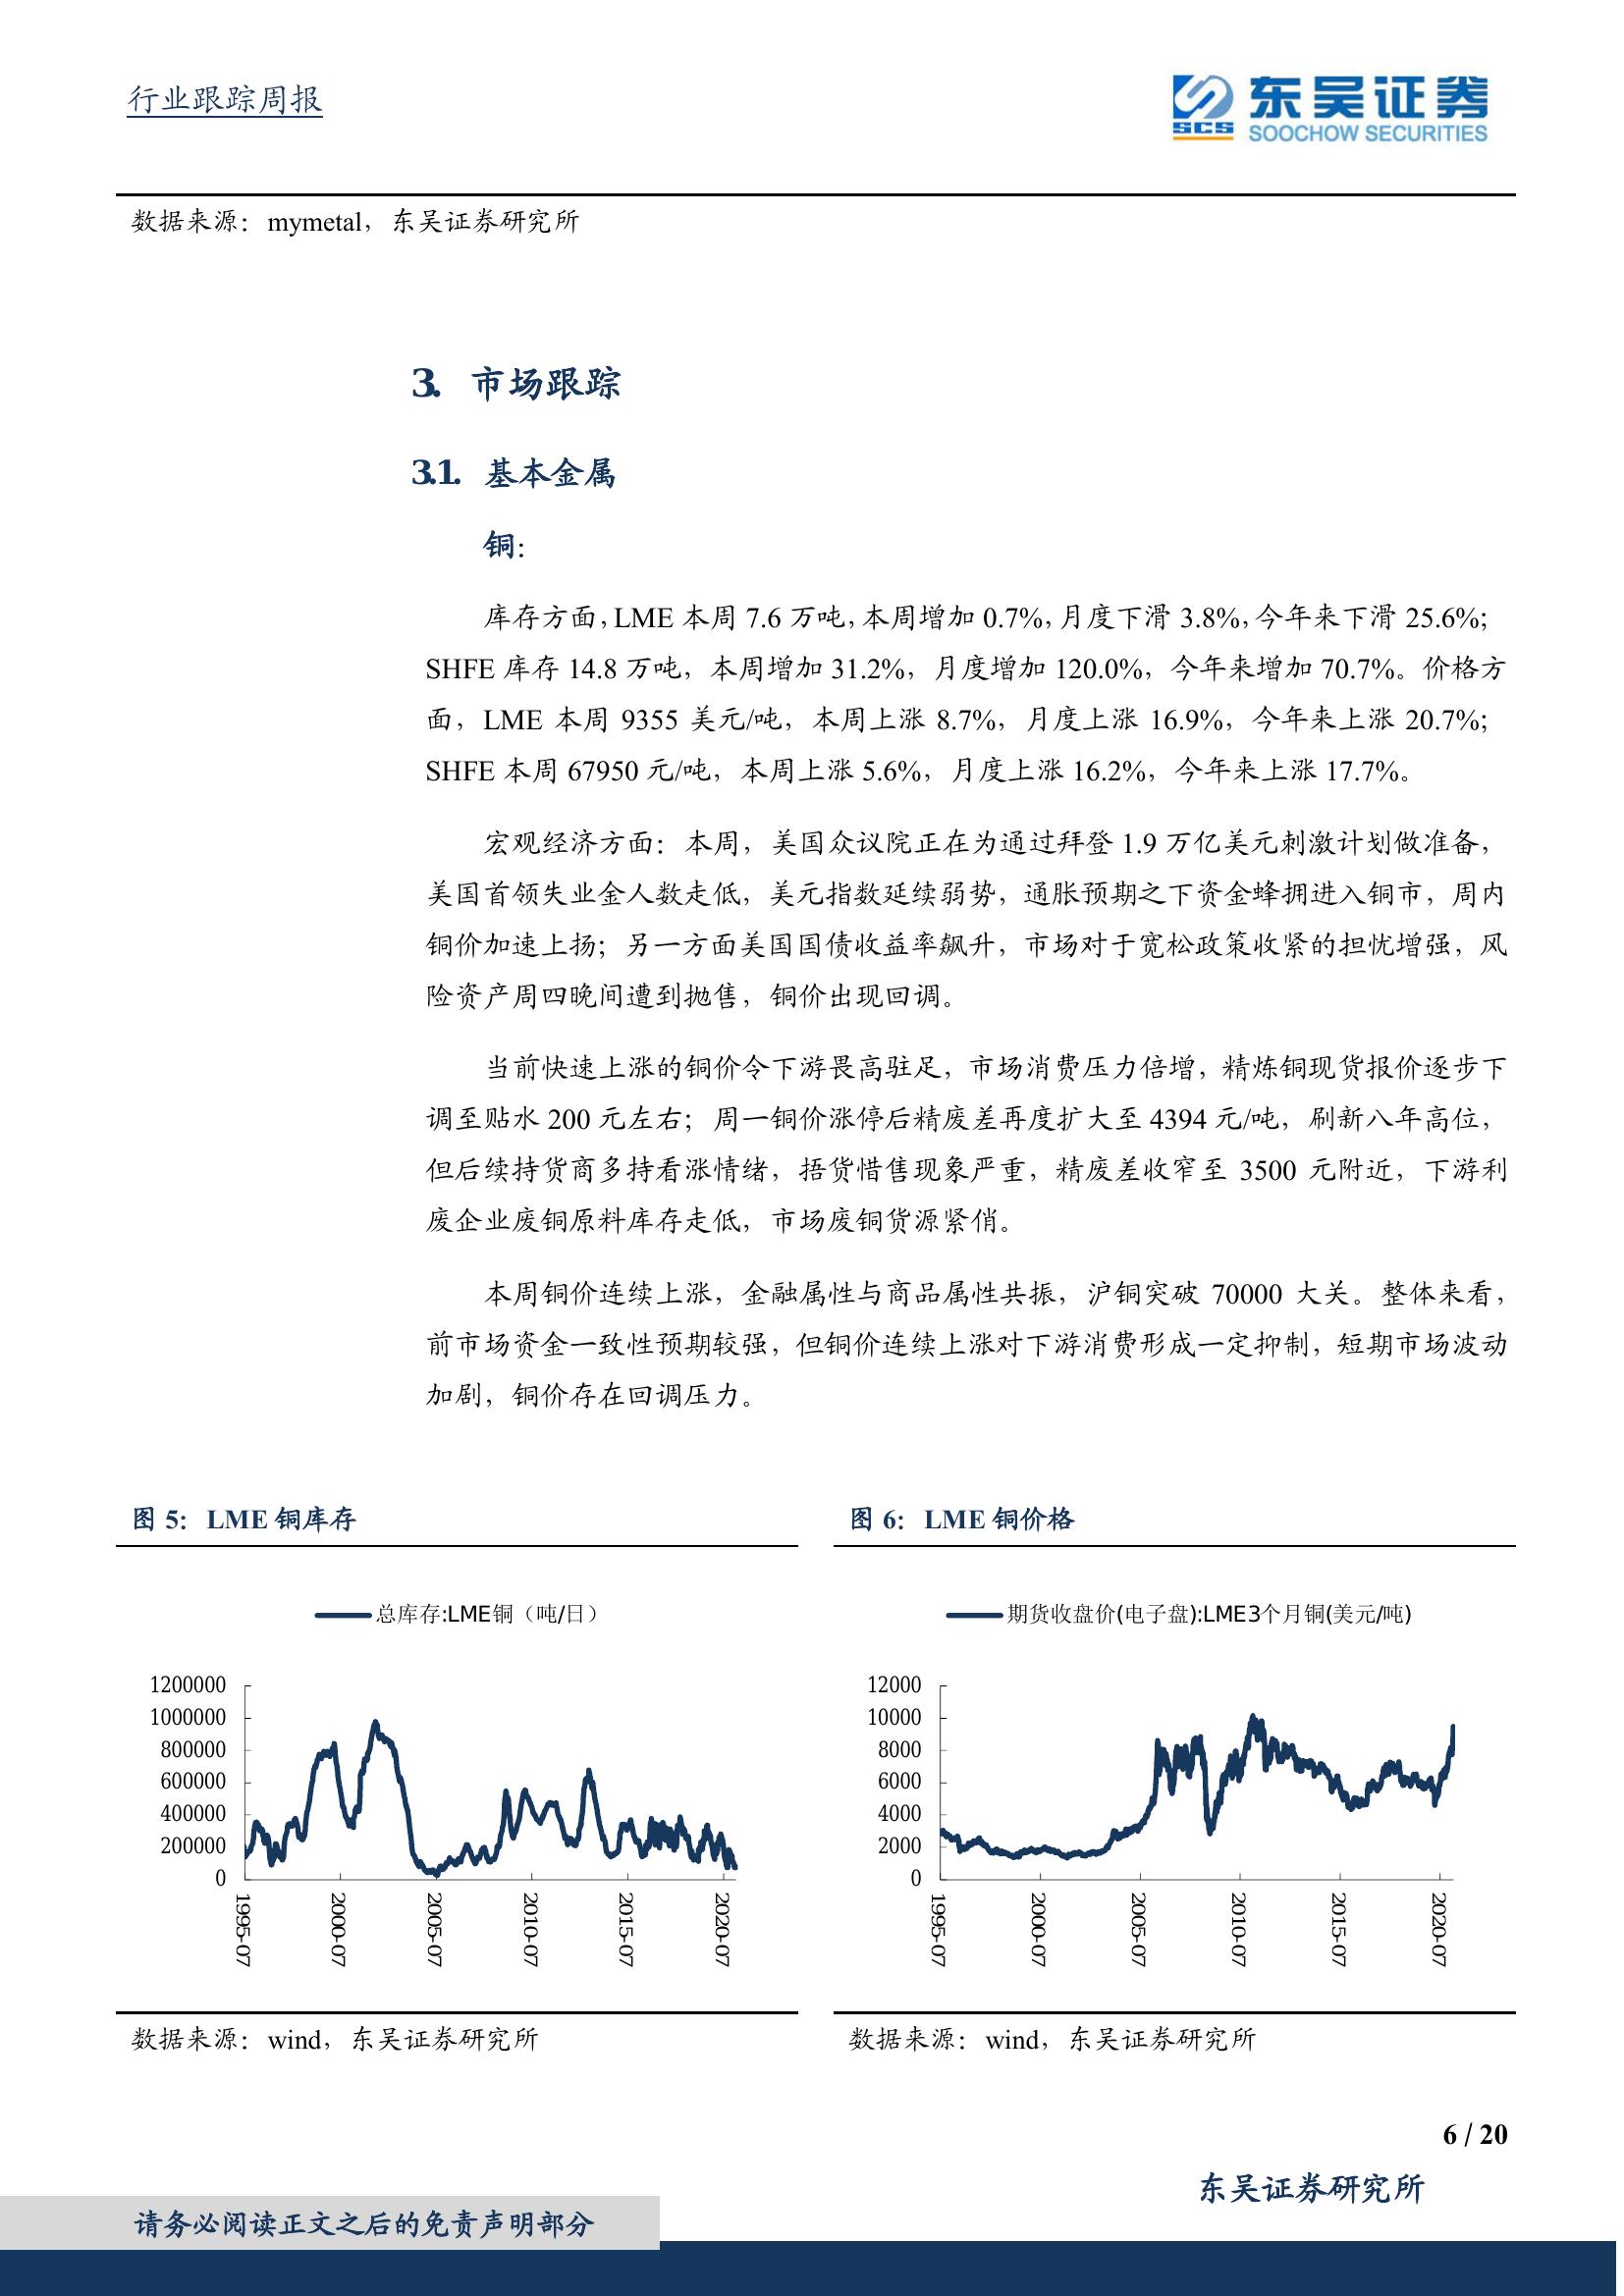 行业跟踪周报
东吴证券
SCS
SOOCHOW SECURITIES
数据来源：mymetal，东吴证券研究所
3. 市场跟踪
3.1. 基本金属
铜：
库存方面，LME 本周 7.6 万吨，本周增加 0.7%，月度下滑 3.8%，今年来下滑 25.6%；
SHFE 库存 14.8 万吨，本周增加 31.2%，月度增加 120.0%，今年来增加 70.7%。价格方
面，LME 本周 9355 美元/吨，本周上涨 8.7%，月度上涨 16.9%，今年来上涨 20.7%；
SHFE 本周 67950 元/吨，本周上涨 5.6%，月度上涨 16.2%，今年来上涨 17.7%。
宏观经济方面：本周，美国众议院正在为通过拜登 1.9 万亿美元刺激计划做准备，
美国首领失业金人数走低，美元指数延续弱势，通胀预期之下资金蜂拥进入铜市，周内
铜价加速上扬；另一方面美国国债收益率飙升，市场对于宽松政策收紧的担忧增强，风
险资产周四晚间遭到抛售，铜价出现回调。
当前快速上涨的铜价令下游畏高驻足，市场消费压力倍增，精炼铜现货报价逐步下
调至贴水 200 元左右；周一铜价涨停后精废差再度扩大至 4394 元/吨，刷新八年高位，
但后续持货商多持看涨情绪，捂货惜售现象严重，精废差收窄至 3500 元附近，下游利
废企业废铜原料库存走低，市场废铜货源紧俏。
本周铜价连续上涨，金融属性与商品属性共振，沪铜突破 70000 大关。整体来看，
前市场资金一致性预期较强，但铜价连续上涨对下游消费形成一定抑制，短期市场波动
加剧，铜价存在回调压力。
图 5：LME 铜库存
总库存:LME铜（吨/日）
1200000
1000000
800000
600000
400000
200000
0
1995-07
2000-07
2005-07
2010-07
2015-07
2020-07
数据来源：wind，东吴证券研究所
图 6：LME 铜价格
期货收盘价(电子盘):LME3个月铜(美元/吨)
12000
10000
8000
6000
4000
2000
0
1995-07
2000-07
2005-07
2010-07
2015-07
2020-07
数据来源：wind，东吴证券研究所
6 / 20
东吴证券研究所
请务必阅读正文之后的免责声明部分